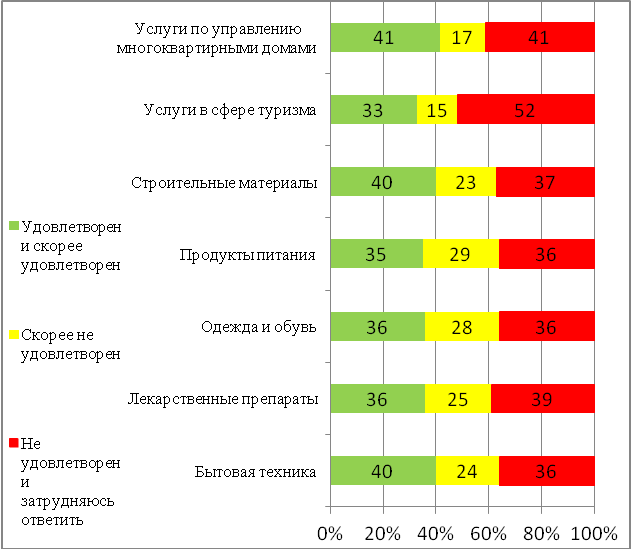 Услуги по управлению
многоквартирными домами
41 17 41
Услуги в сфере туризма
33 15 52
Строительные материалы
40 23 37
Продукты питания
35 29 36
Одежда и обувь
36 28 36
Лекарственные препараты
36 25 39
Бытовая техника
40 24 36
0% 20% 40% 60% 80% 100%
Удовлетворен
и скорее
удовлетворен
Скорее не
удовлетворен
Не
удовлетворен
и
затрудняюсь
ответить